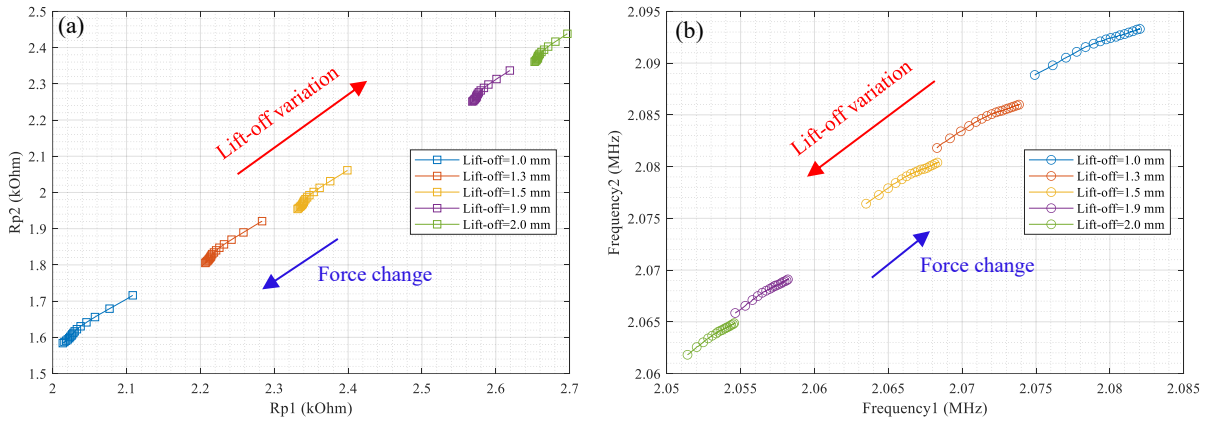 (a)
2.5
2.4
2.3
2.2
2.1
2
1.9
1.8
1.7
1.6
1.5
Rp2 (kOhm)
Lift-off variation
Force change
Lift-off=1.0 mm
Lift-off=1.3 mm
Lift-off=1.5 mm
Lift-off=1.9 mm
Lift-off=2.0 mm
2
2.1
2.2
2.3
2.4
2.5
2.6
2.7
Rp1 (kOhm)
(b)
2.095
2.09
2.085
2.08
2.075
2.07
2.065
2.06
Frequency2 (MHz)
Lift-off variation
Force change
Lift-off=1.0 mm
Lift-off=1.3 mm
Lift-off=1.5 mm
Lift-off=1.9 mm
Lift-off=2.0 mm
2.05
2.055
2.06
2.065
2.07
2.075
2.08
2.085
Frequency1 (MHz)